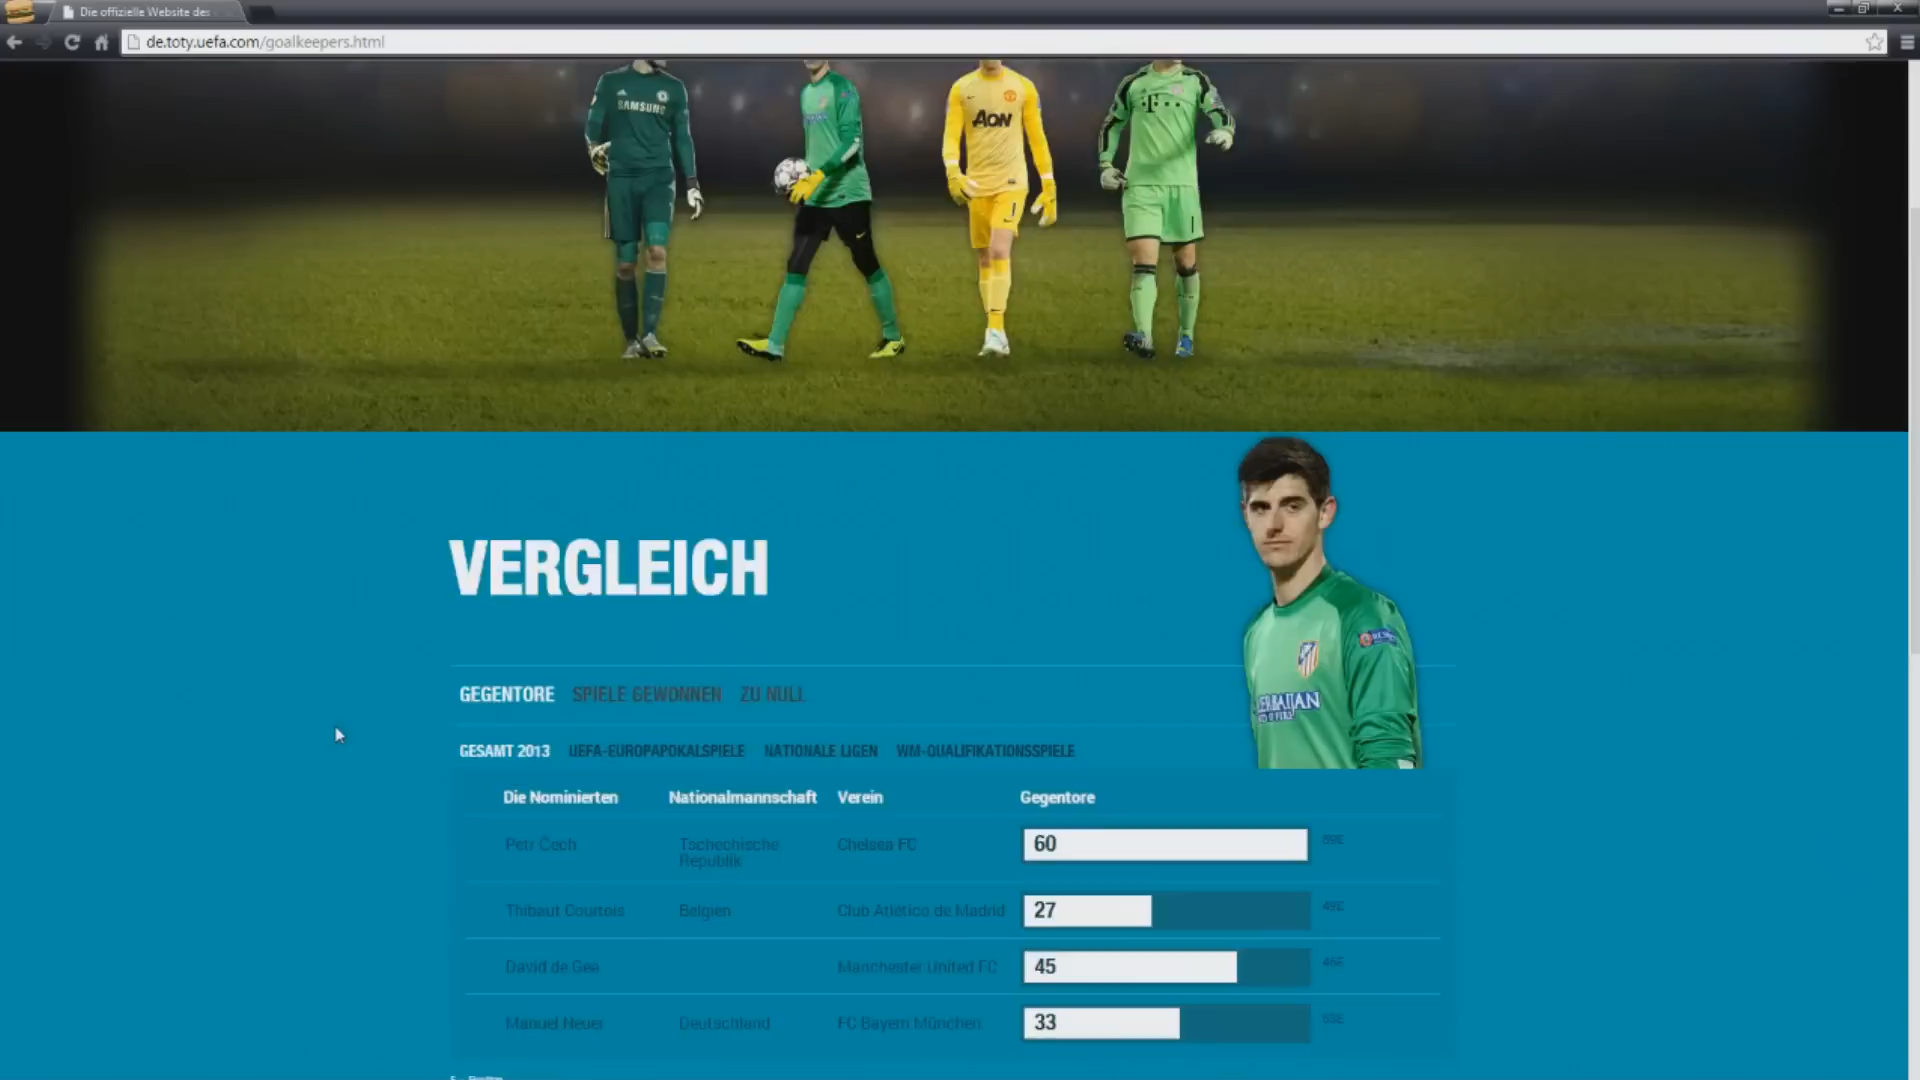 Die offizielle Website des
de.toty.uefa.com/goalkeepers.html
SAMSUNG
AON
1
VERGLEICH
GEGENTORE SPIELE GEWONNEN ZU NULL
GESAMT 2013 UEFA-EUROPAPOKALSPIELE NATIONALE LIGEN WM-QUALIFIKATIONSSPIELE
Die Nominierten Nationalmannschaft Verein Gegentore
Petr Čech Tschechische Republik Chelsea FC 60
Thibaut Courtois Belgien Club Atlético de Madrid 27
David de Gea Manchester United FC 45
Manuel Neuer Deutschland FC Bayern München 33